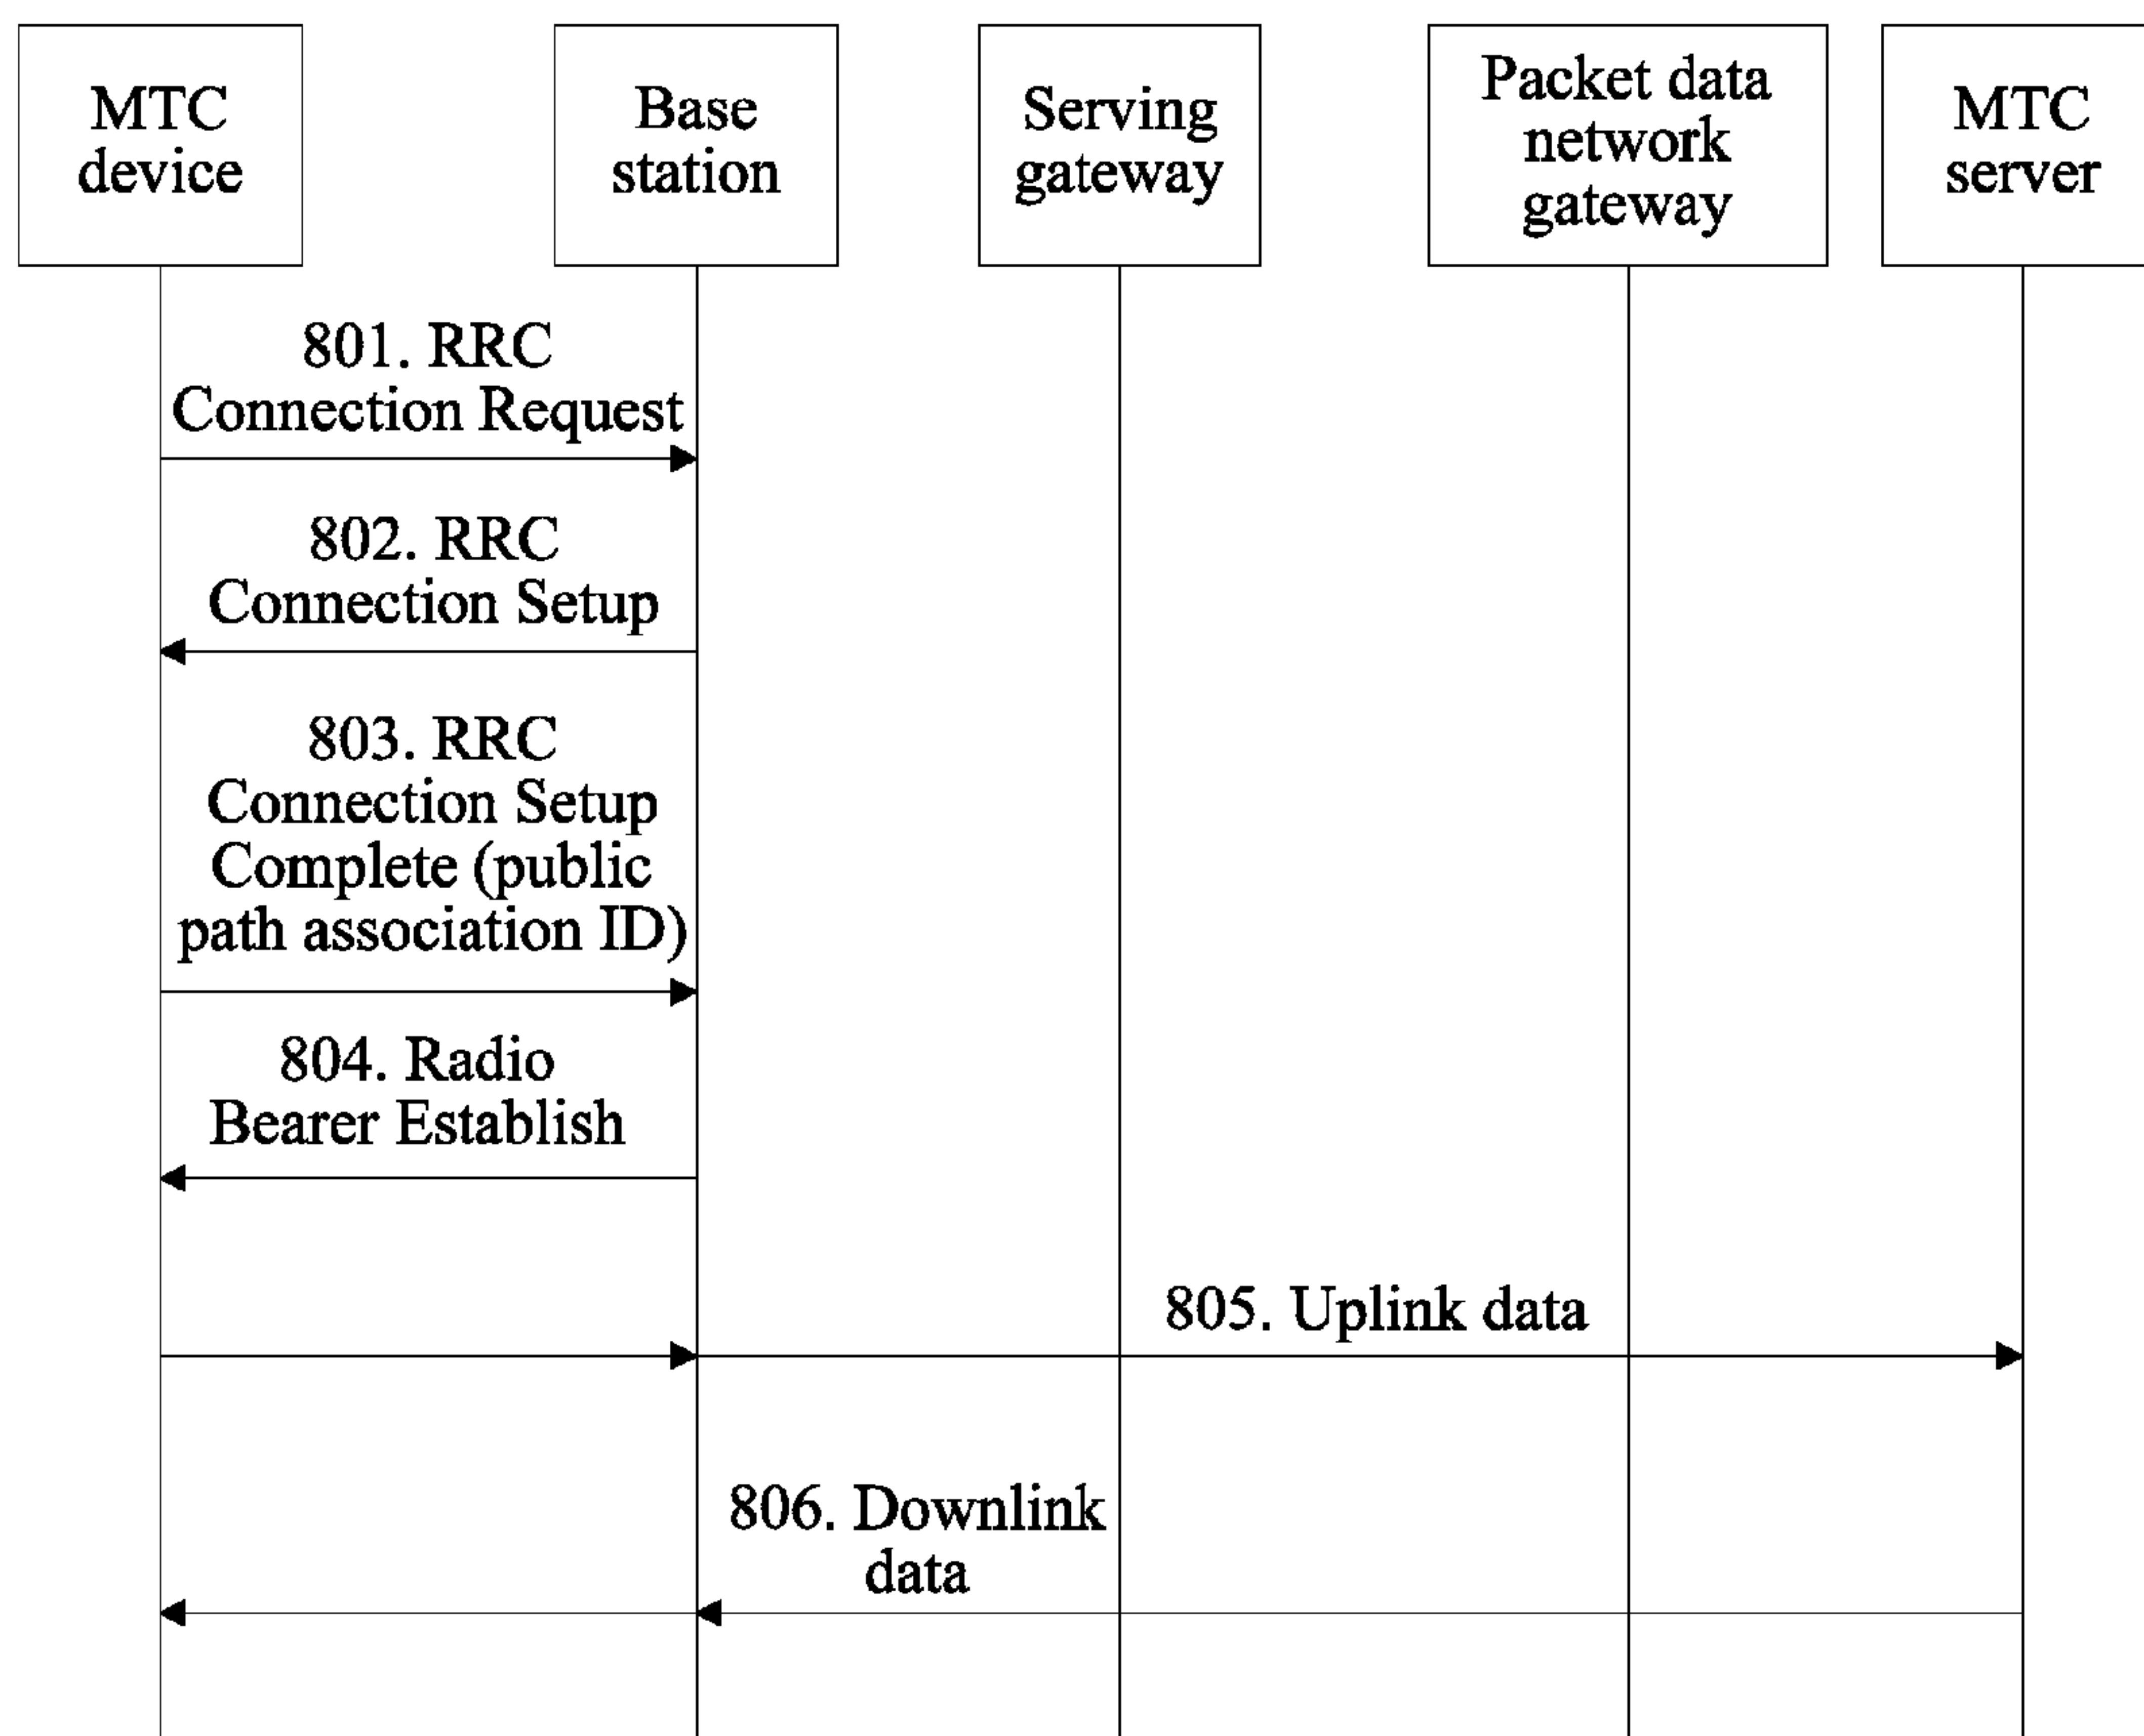 MTC
device
Base
station
Serving
gateway
Packet data
network
gateway
MTC
server
801. RRC
Connection Request
802. RRC
Connection Setup
803. RRC
Connection Setup
Complete (public
path association ID)
804. Radio
Bearer Establish
805. Uplink data
806. Downlink
data